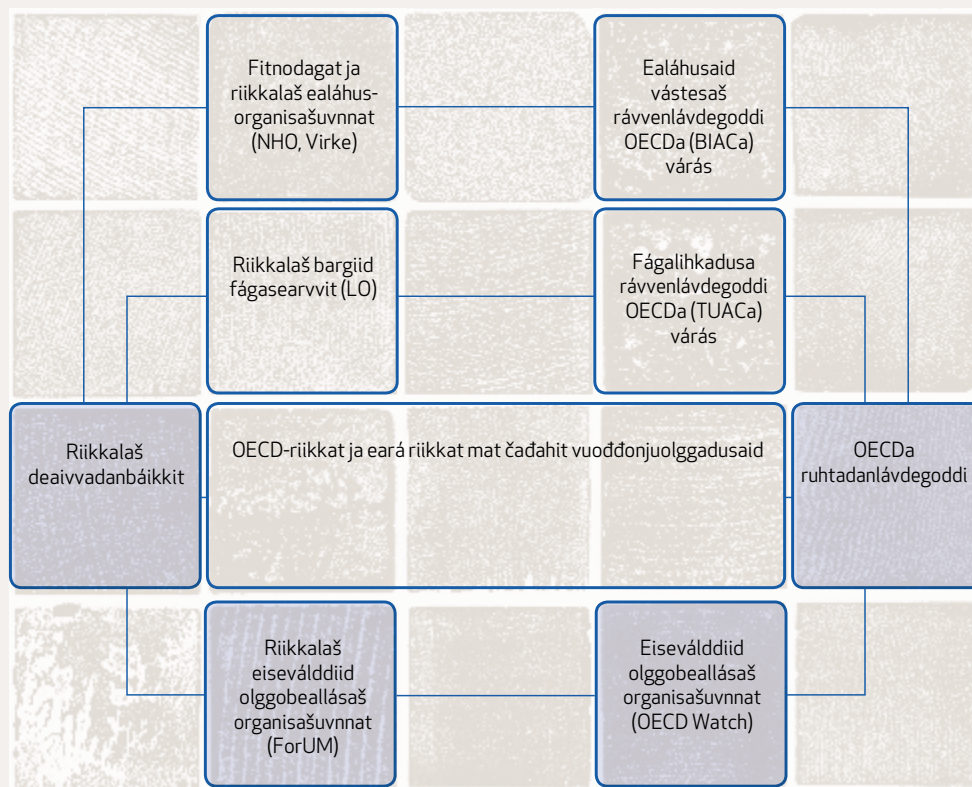 Fitnodagat ja
riikkalaš ealáhus-
organisašuvnnat
(NHO, Virke)
Ealáhusaid
vástesaš
rávvenlávdegoddi
OECDa (BIACa)
várás
Riikkalaš bargiid
fágasearvvit (LO)
Fágalihkadusa
rávvenlávdegoddi
OECDa (TUACa)
várás
Riikkalaš
deaivvadanbáikkit
OECD-riikkat ja eará riikkat mat čađahit vuođđonjuolggadusaid
OECDa
ruhtadanlávdegoddi
Riikkalaš
eiseválddiid
olggobeallásaš
organisašuvnnat
(ForUM)
Eiseválddiid
olggobeallásaš
organisašuvnnat
(OECD Watch)